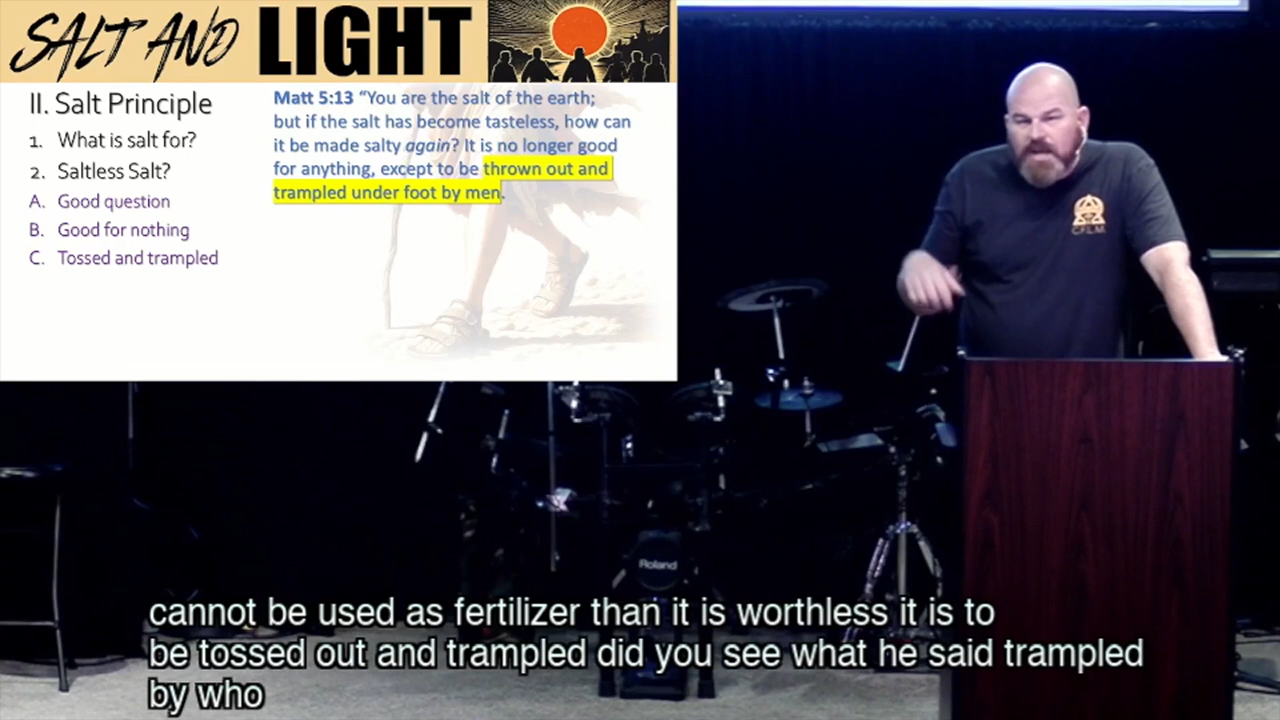 SALT AND LIGHT
II. Salt Principle
1. What is salt for?
2. Saltless Salt?
A. Good question
B. Good for nothing
C. Tossed and trampled
Matt 5:13 “You are the salt of the earth;
but if the salt has become tasteless, how can
it be made salty again? It is no longer good
for anything, except to be thrown out and
trampled under foot by men.
CFLM
Roland
cannot be used as fertilizer than it is worthless it is to
be tossed out and trampled did you see what he said trampled
by who